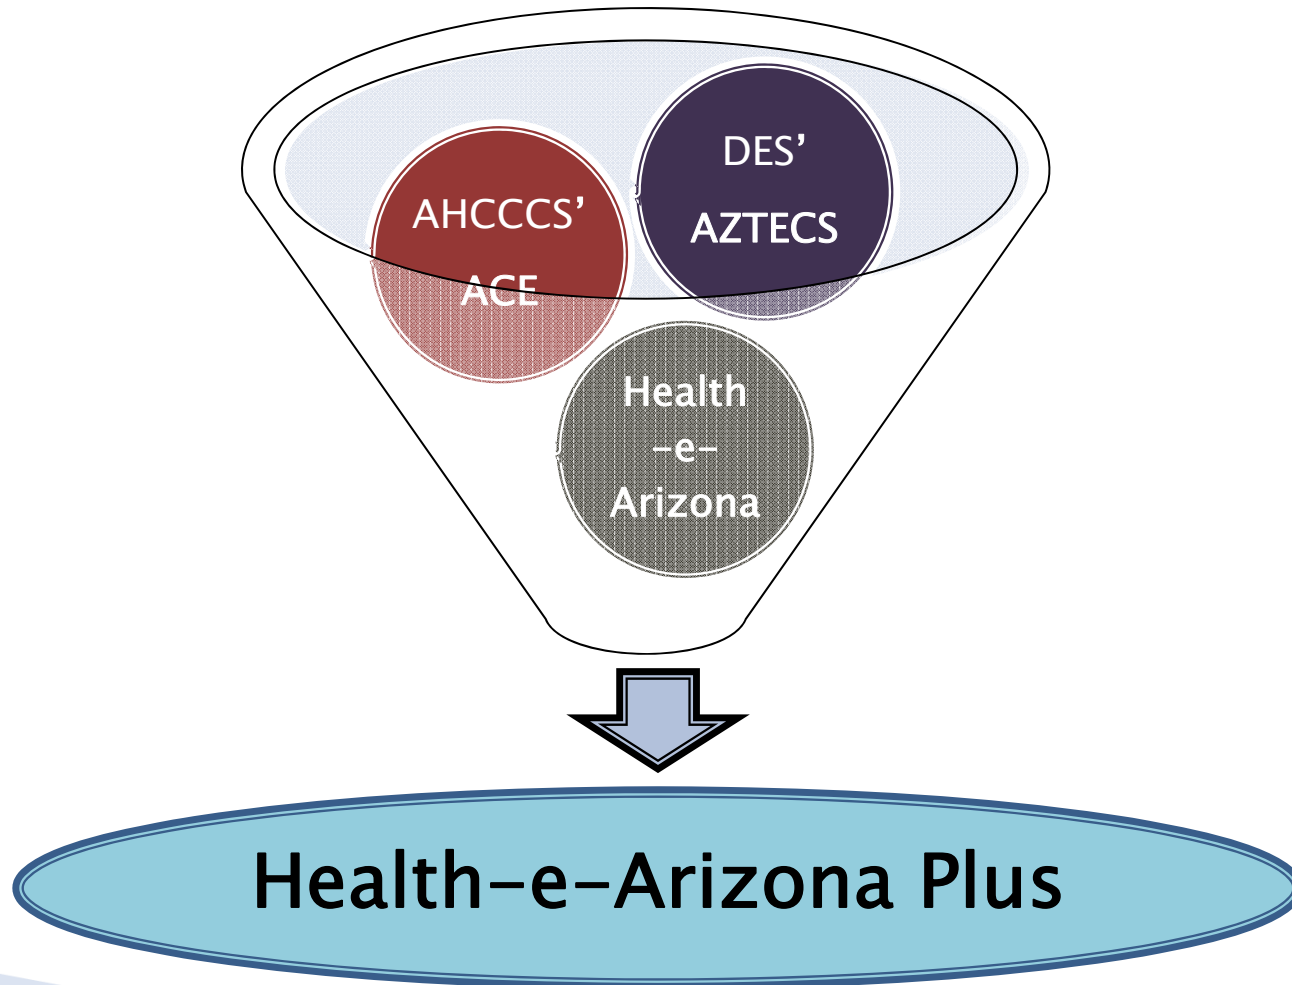 DES’
AZTECS
AHCCCS’
ACE
Health
-e-
Arizona
Health-e-Arizona Plus